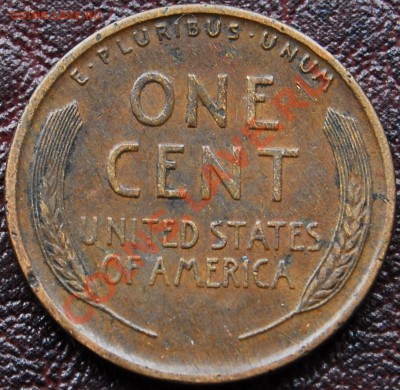 E · PLURIBUS · UNUM
ONE
CENT
UNITED STATES
OF AMERICA